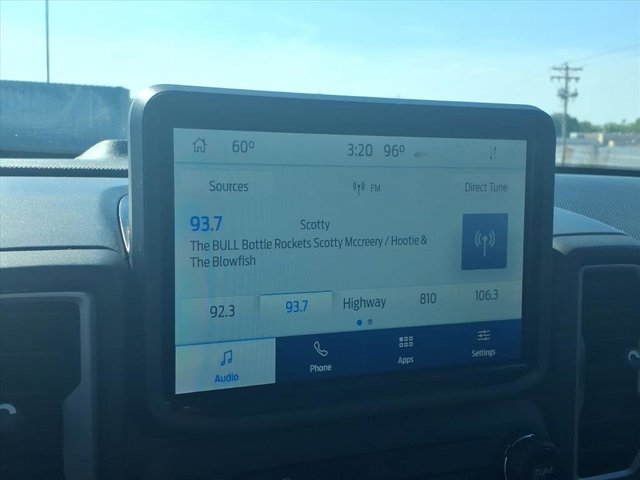 60° 3:20 96°
Sources FM Direct Tune
93.7 Scotty
The BULL Bottle Rockets Scotty Mccreery / Hootie &
The Blowfish
92.3 93.7 Highway 810 106.3
Audio Phone Apps Settings
TUNE